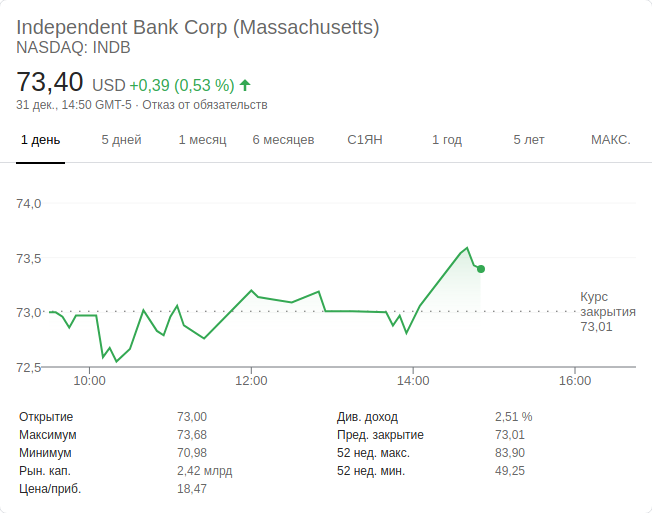 Independent Bank Corp (Massachusetts)
NASDAQ: INDB
73,40 USD +0,39 (0,53 %)
31 дек., 14:50 GMT-5 · Отказ от обязательств
1 день 5 дней 1 месяц 6 месяцев С1ЯН 1 год 5 лет МАКС.
74,0
73,5
73,0
72,5
Курс
закрытия
73,01
10:00 12:00 14:00 16:00
Открытие 73,00 Див. доход 2,51 %
Максимум 73,68 Пред. закрытие 73,01
Минимум 70,98 52 нед. макс. 83,90
Рын. кап. 2,42 млрд 52 нед. мин. 49,25
Цена/приб. 18,47